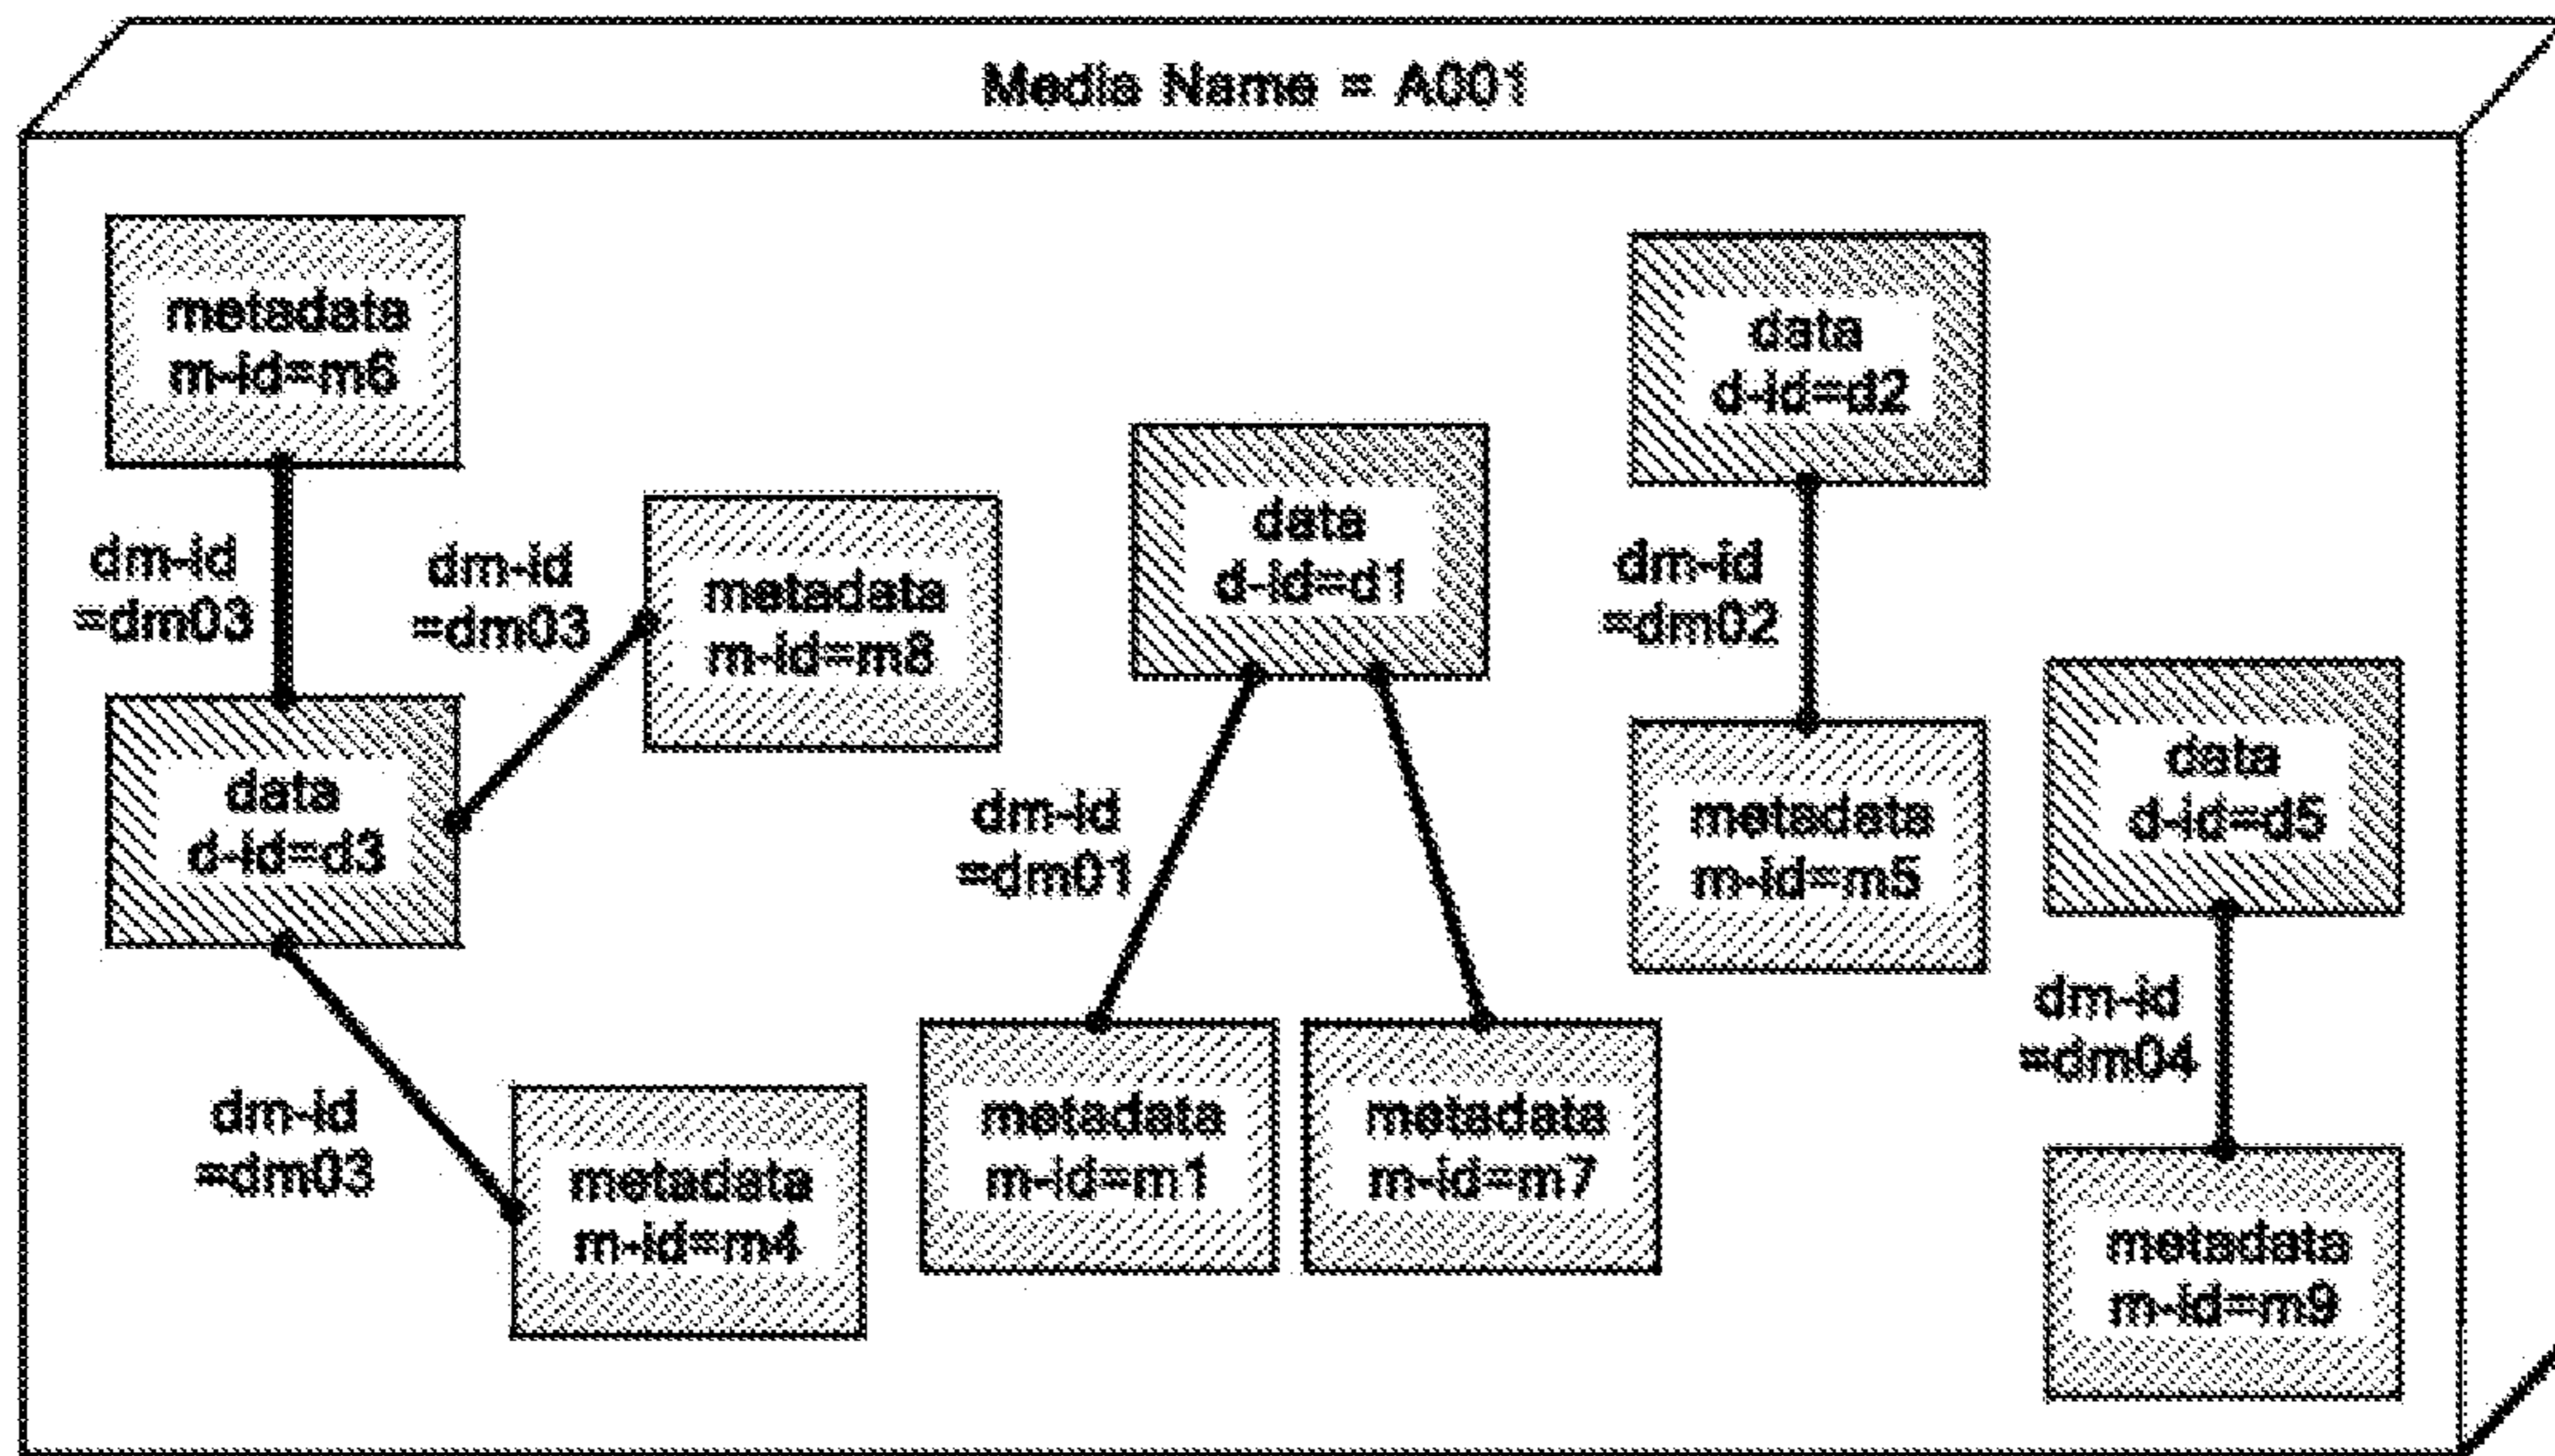 Media Name = A001
metadata
m-id=m6
dm-id
=dm03
dm-id
=dm03
metadata
m-id=m8
data
d-id=d3
dm-id
=dm03
metadata
m-id=m4
data
d-id=d1
dm-id
=dm01
metadata
m-id=m1
metadata
m-id=m7
data
d-id=d2
dm-id
=dm02
metadata
m-id=m5
data
d-id=d5
dm-id
=dm04
metadata
m-id=m9